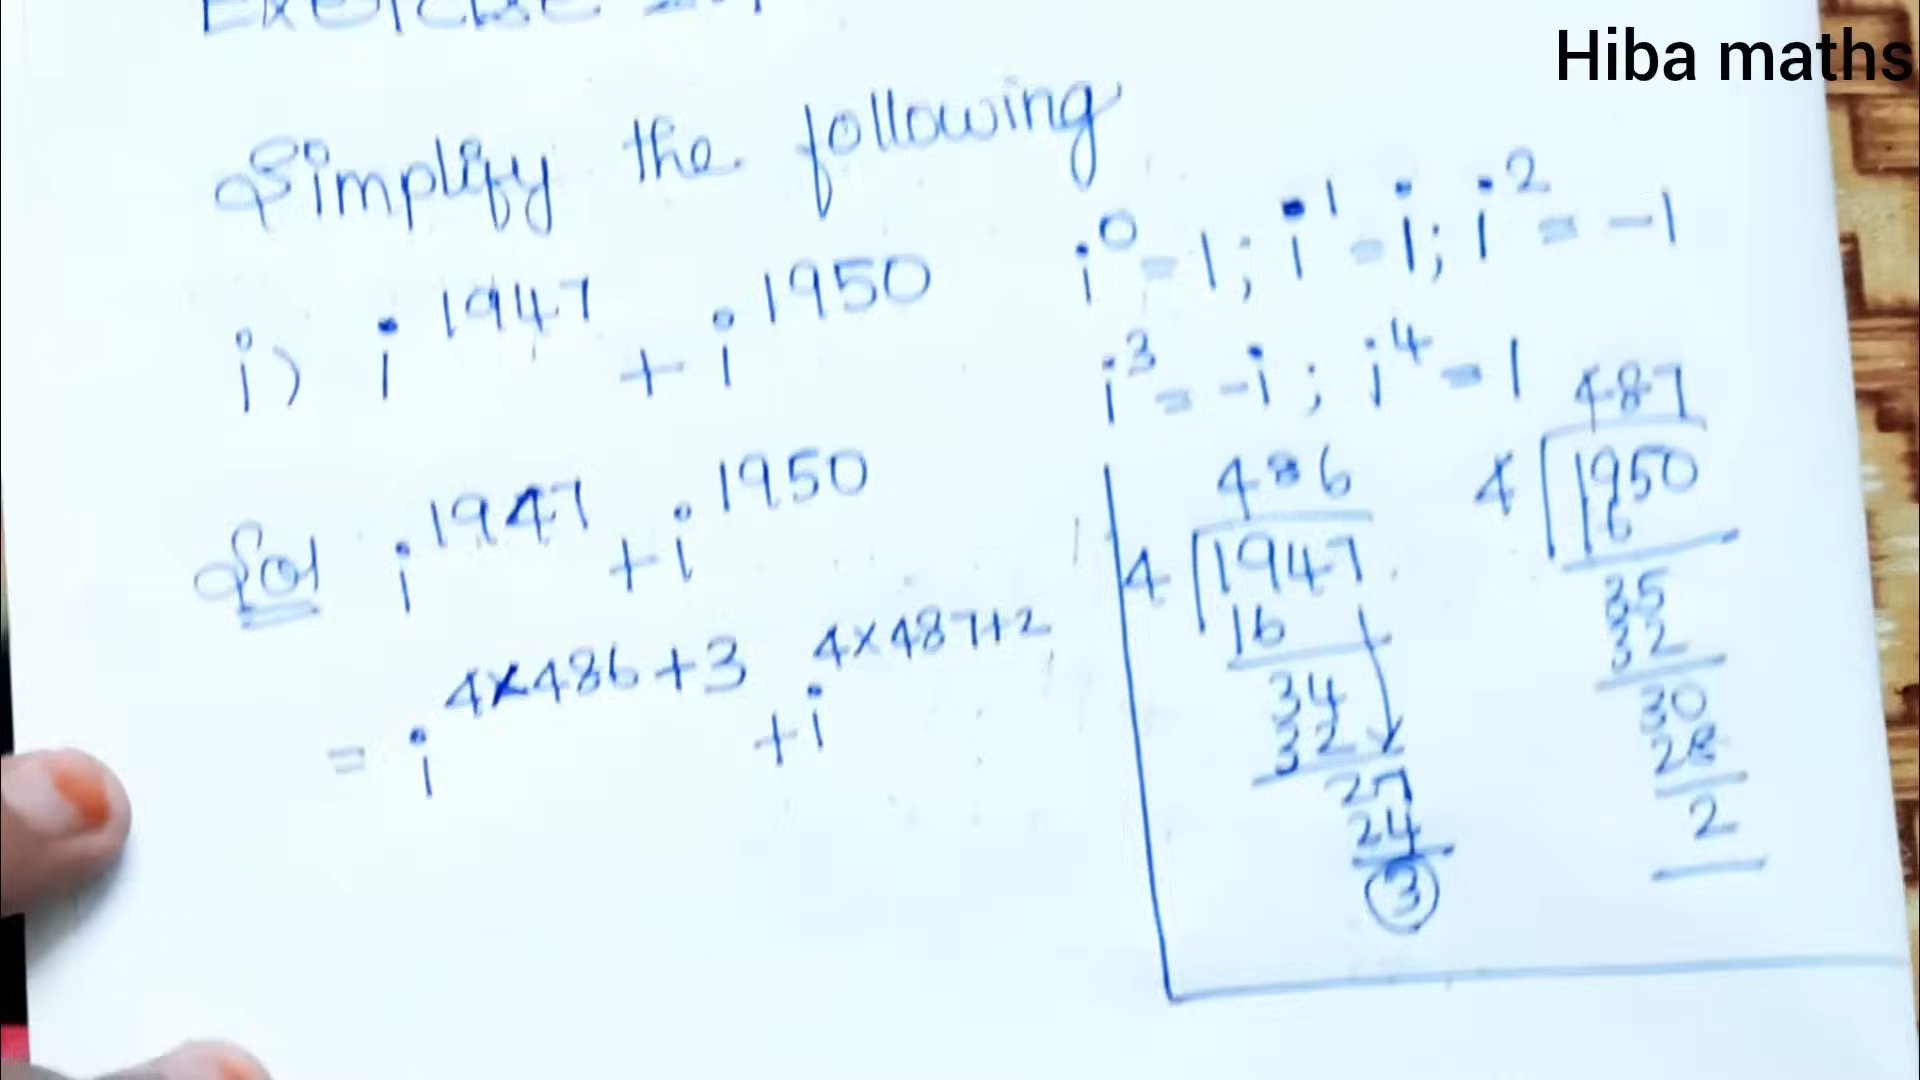 Hiba maths
Simplify the following
i) i^1947 + i^1950
i^0 = 1; i^1 = i; i^2 = -1
i^3 = -i; i^4 = 1
Sol i^1947 + i^1950
= i^4×486+3 + i^4×487+2
486
4 1947
16
34
32
27
24
3
487
4 1950
16
35
32
30
28
2